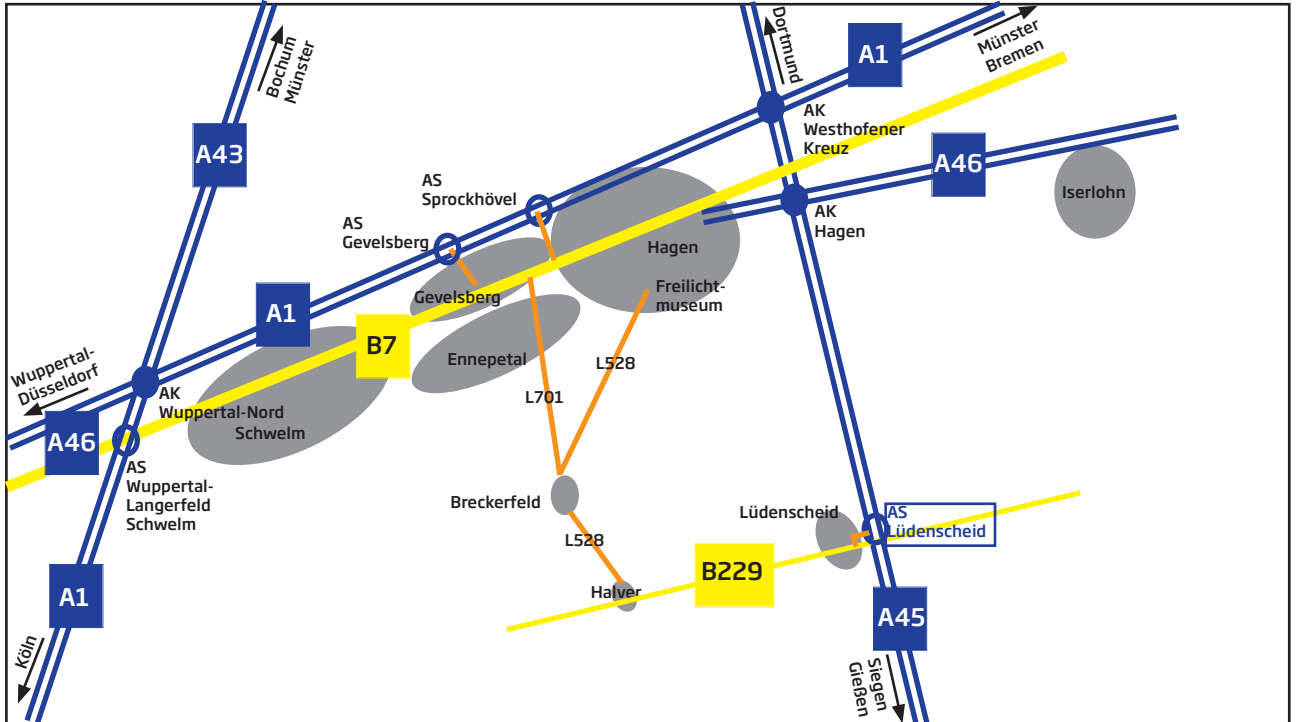 Bochum
Münster
Dortmund
A1
Münster
Bremen
A43
AK
Westhofener
Kreuz
A46
AS
Sprockhövel
Iserlohn
AS
Gevelsberg
AK
Hagen
Hagen
Gevelsberg
Freilicht-
museum
A1
B7
Ennepetal
L528
Wuppertal-
Düsseldorf
AK
Wuppertal-Nord
Schwelm
L701
A46
AS
Wuppertal-
Langerfeld
Schwelm
Breckerfeld
Lüdenscheid
AS
Lüdenscheid
L528
B229
Halver
A1
A45
Köln
Siegen
Gießen